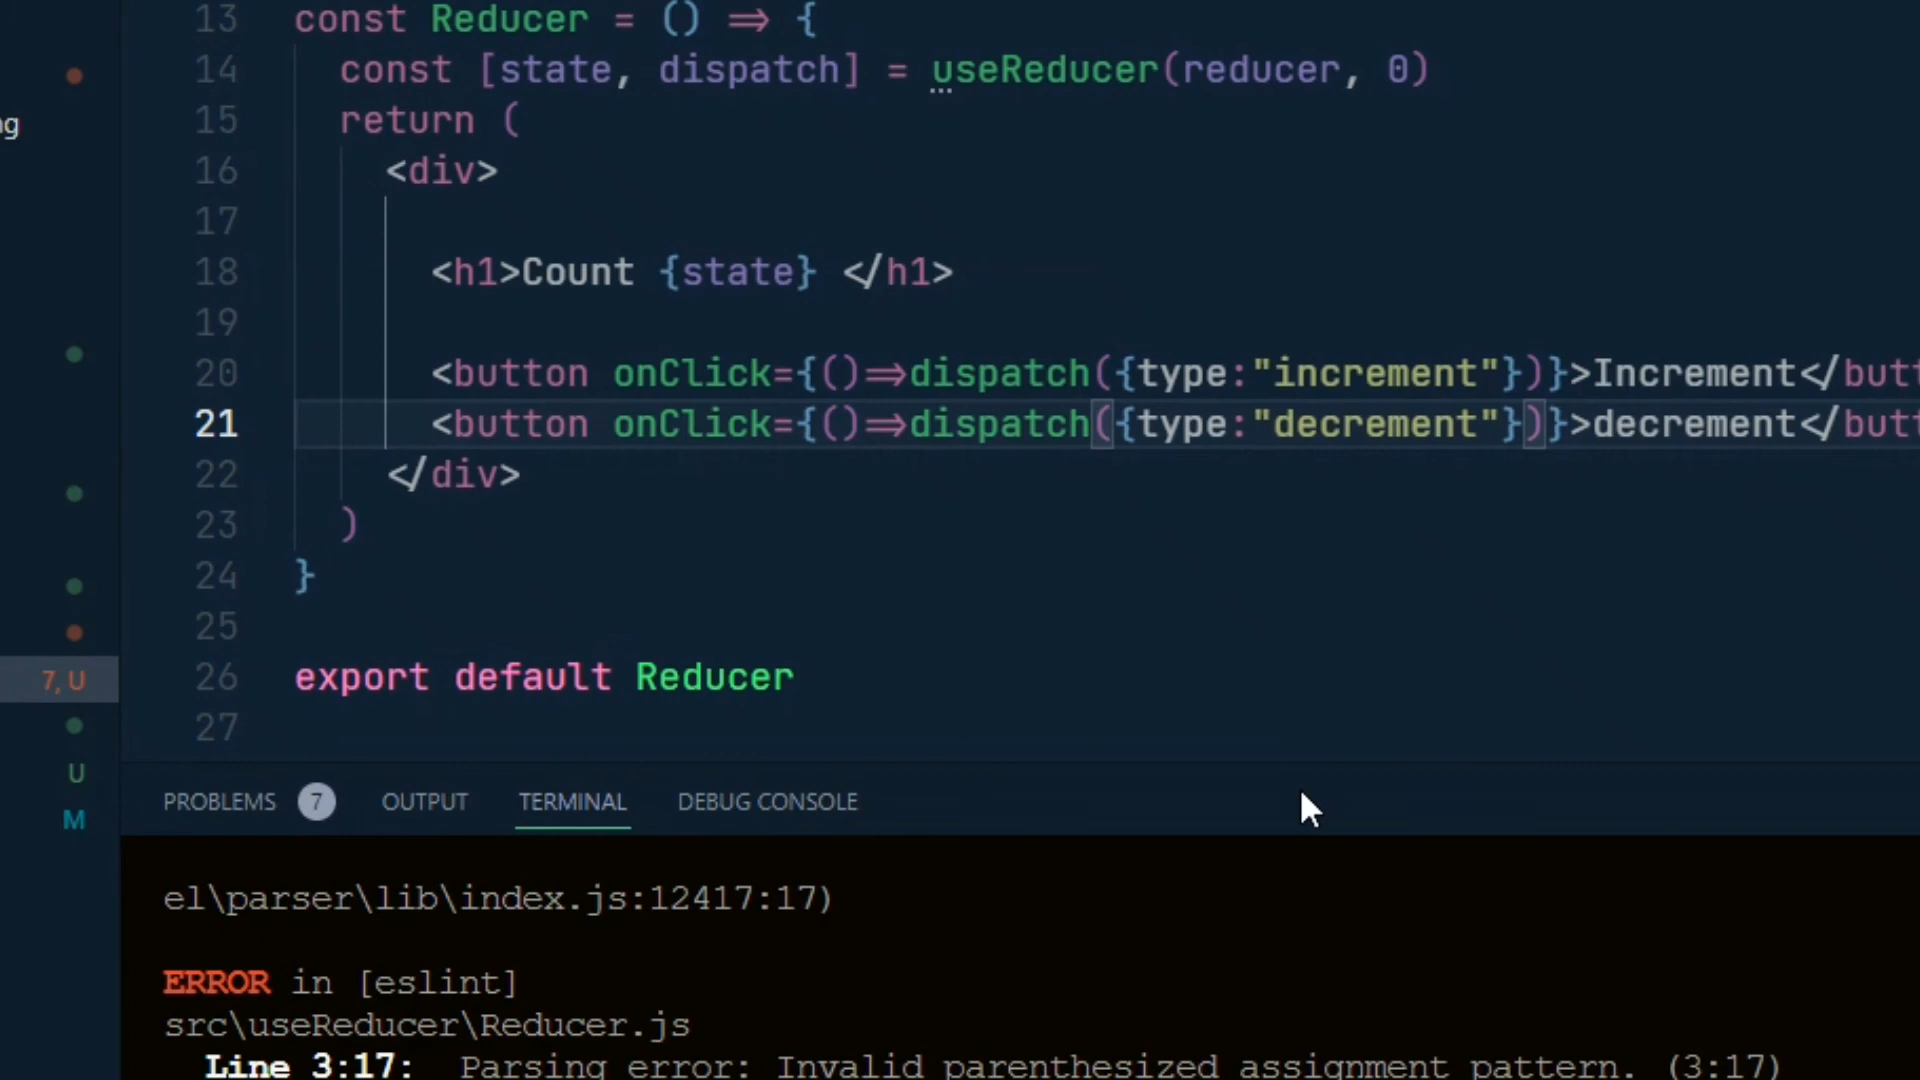 13 const Reducer = () => {
14 const [state, dispatch] = useReducer(reducer, 0)
ng
15 return (
16 <div>
17
18 <h1>Count {state} </h1>
19
20 <button onClick={()=>dispatch({type:"increment"})}>Increment</butt
21 <button onClick={()=>dispatch({type:"decrement"})}>decrement</butt
22 </div>
23 )
24 }
25
7, U
26 export default Reducer
27
U
M
PROBLEMS 7 OUTPUT TERMINAL DEBUG CONSOLE
el\parser\lib\index.js:12417:17)
ERROR in [eslint]
src\useReducer\Reducer.js
Line 3:17: Parsing error: Invalid parenthesized assignment pattern. (3:17)